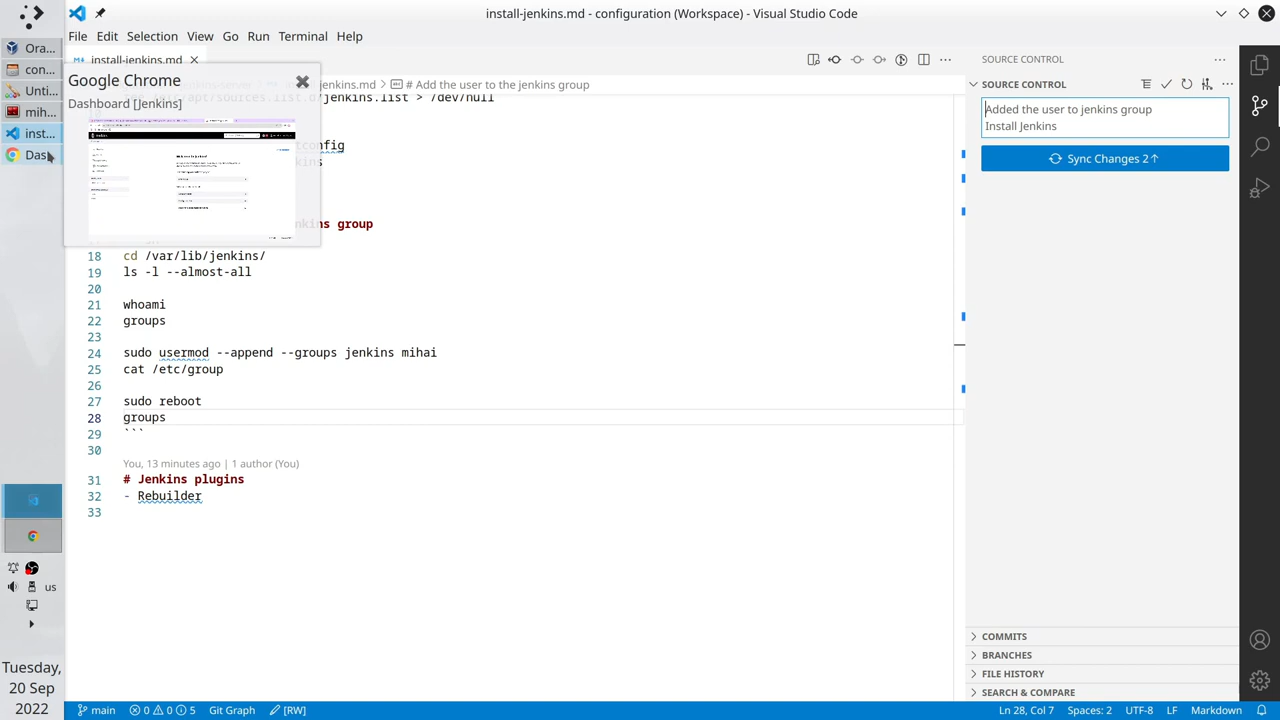 install-jenkins.md - configuration (Workspace) - Visual Studio Code
File Edit Selection View Go Run Terminal Help
Ora...
con...
Unti...
mih...
inst...
Das
install-jenkins.md
jenkins.md > # Add the user to the jenkins group
Google Chrome
Dashboard [Jenkins]
/etc/apt/sources.list.d/jenkins.list > /dev/null
config
kins
nkins group
18 cd /var/lib/jenkins/
19 ls -l --almost-all
20
21 whoami
22 groups
23
24 sudo usermod --append --groups jenkins mihai
25 cat /etc/group
26
27 sudo reboot
28 groups
29 ```
30
You, 13 minutes ago | 1 author (You)
31 # Jenkins plugins
32 - Rebuilder
33
SOURCE CONTROL
SOURCE CONTROL
Added the user to jenkins group
Install Jenkins
Sync Changes 2↑
COMMITS
BRANCHES
FILE HISTORY
SEARCH & COMPARE
us
Tuesday,
20 Sep
2022
main 0 0 5 Git Graph [RW]
Ln 28, Col 7 Spaces: 2 UTF-8 LF Markdown